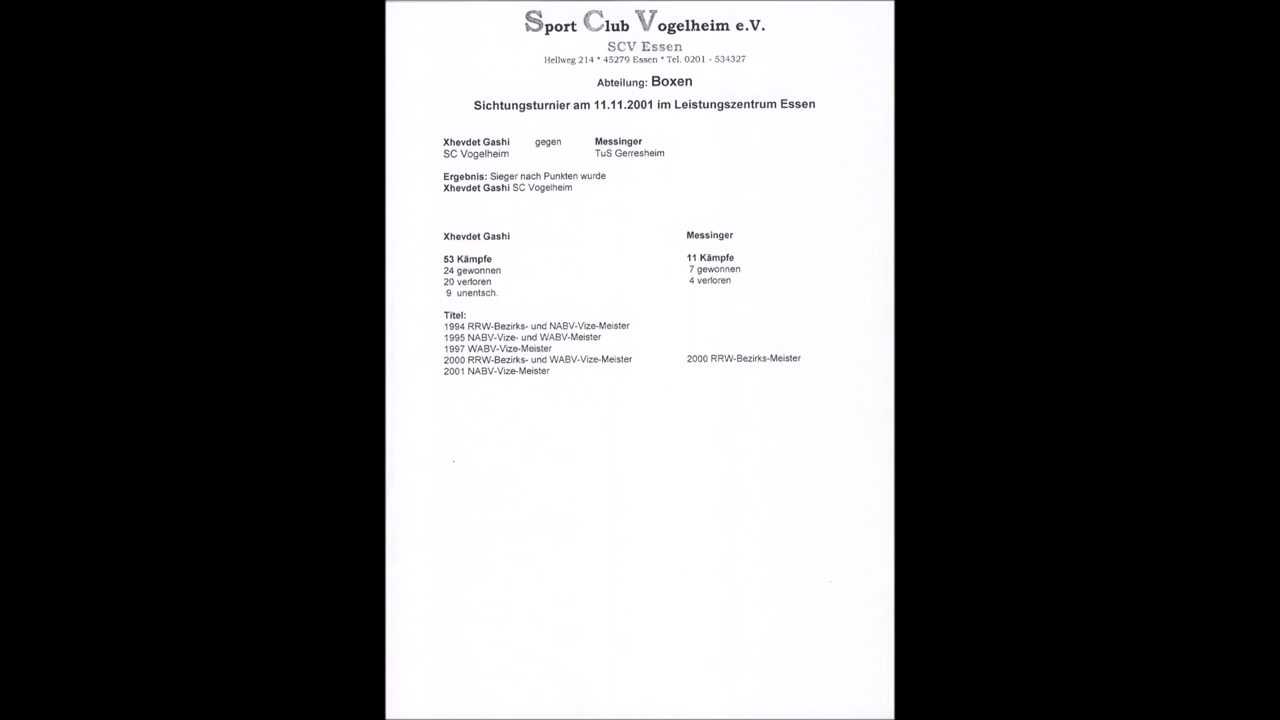 Sport Club Vogelheim e.V.
SCV Essen
Hellweg 214 * 45279 Essen * Tel. 0201 - 534327
Abteilung: Boxen
Sichtungsturnier am 11.11.2001 im Leistungszentrum Essen
Xhevdet Gashi gegen Messinger
SC Vogelheim TuS Gerresheim
Ergebnis: Sieger nach Punkten wurde
Xhevdet Gashi SC Vogelheim
Xhevdet Gashi Messinger
53 Kämpfe 11 Kämpfe
24 gewonnen 7 gewonnen
20 verloren 4 verloren
9 unentsch.
Titel:
1994 RRW-Bezirks- und NABV-Vize-Meister
1995 NABV-Vize- und WABV-Meister
1997 WABV-Vize-Meister
2000 RRW-Bezirks- und WABV-Vize-Meister 2000 RRW-Bezirks-Meister
2001 NABV-Vize-Meister